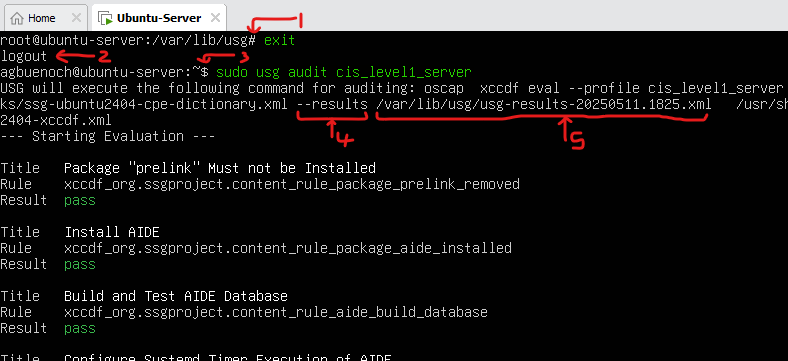 Home × Ubuntu-Server ×
1
root@ubuntu-server:/var/lib/usg# exit
logout 2 3
agbuenoch@ubuntu-server:~$ sudo usg audit cis_level1_server
USG will execute the following command for auditing: oscap  xccdf eval --profile cis_level1_server
ks/ssg-ubuntu2404-cpe-dictionary.xml --results /var/lib/usg/usg-results-20250511.1825.xml   /usr/sh
2404-xccdf.xml
4 5
--- Starting Evaluation ---
Title   Package "prelink" Must not be Installed
Rule    xccdf_org.ssgproject.content_rule_package_prelink_removed
Result  pass
Title   Install AIDE
Rule    xccdf_org.ssgproject.content_rule_package_aide_installed
Result  pass
Title   Build and Test AIDE Database
Rule    xccdf_org.ssgproject.content_rule_aide_build_database
Result  pass
Title   Configure Systemd Timer Execution of AIDE